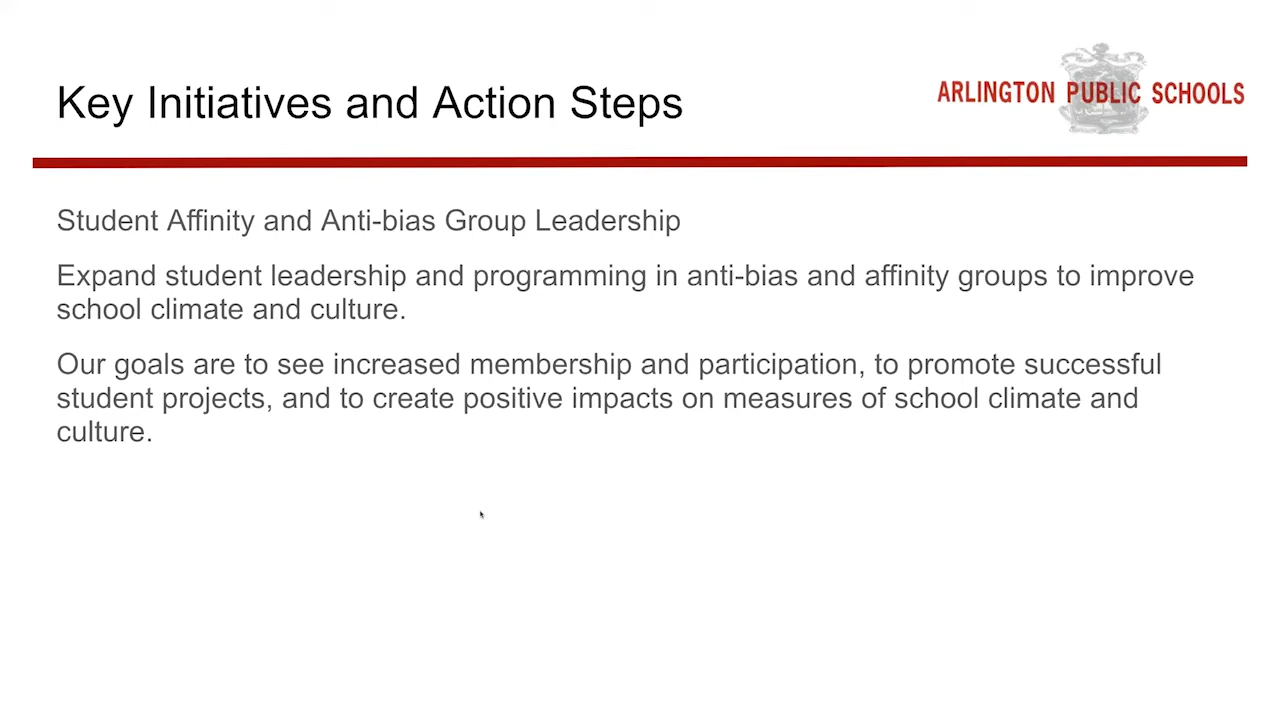 Key Initiatives and Action Steps
ARLINGTON PUBLIC SCHOOLS
Student Affinity and Anti-bias Group Leadership
Expand student leadership and programming in anti-bias and affinity groups to improve
school climate and culture.
Our goals are to see increased membership and participation, to promote successful
student projects, and to create positive impacts on measures of school climate and
culture.